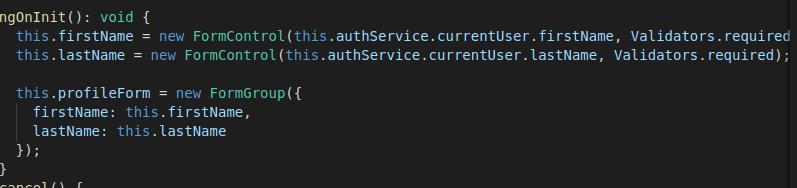 ngOnInit(): void {
this.firstName = new FormControl(this.authService.currentUser.firstName, Validators.required
this.lastName = new FormControl(this.authService.currentUser.lastName, Validators.required);
this.profileForm = new FormGroup({
firstName: this.firstName,
lastName: this.lastName
});
}
cancel() {